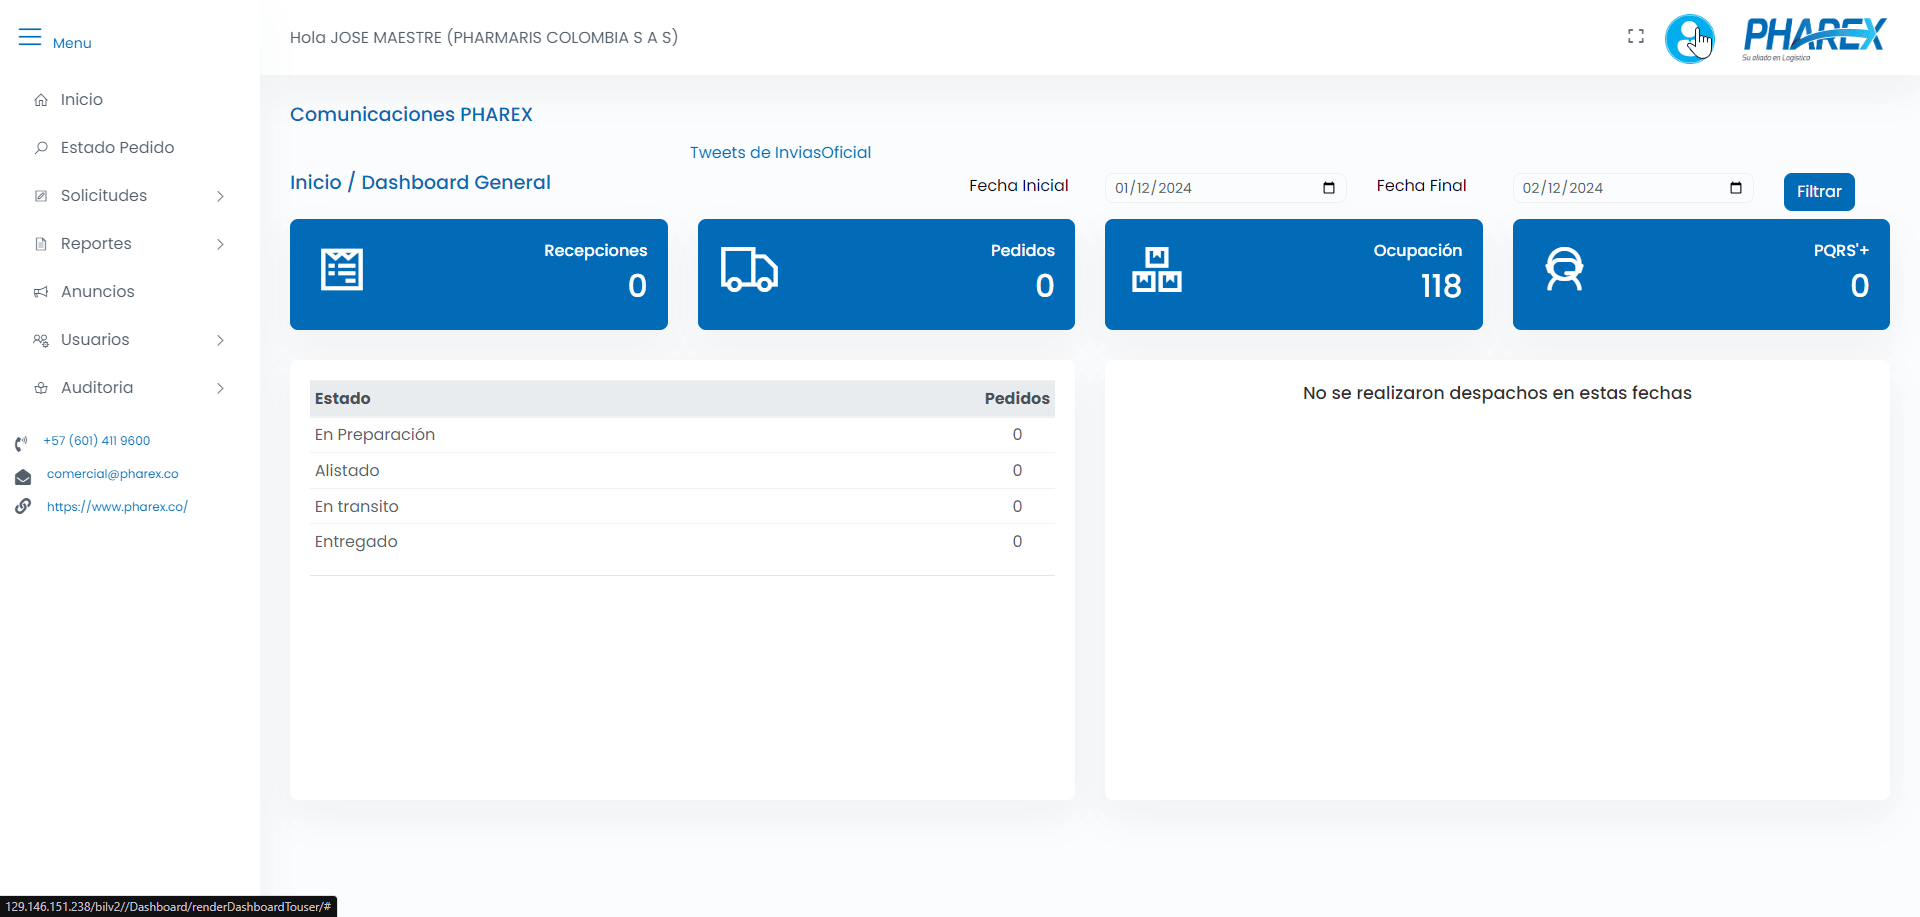 Menu
Hola JOSE MAESTRE (PHARMARIS COLOMBIA S A S)
PHAREX
Su aliado en Logística
Inicio
Estado Pedido
Solicitudes
Reportes
Anuncios
Usuarios
Auditoria
+57 (601) 411 9600
comercial@pharex.co
https://www.pharex.co/
Comunicaciones PHAREX
Tweets de InviasOficial
Inicio / Dashboard General
Fecha Inicial
01/12/2024
Fecha Final
02/12/2024
Filtrar
Recepciones
0
Pedidos
0
Ocupación
118
PQRS'+
0
Estado Pedidos
En Preparación 0
Alistado 0
En transito 0
Entregado 0
No se realizaron despachos en estas fechas
129.146.151.238/bilv2//Dashboard/renderDashboardTouser/#